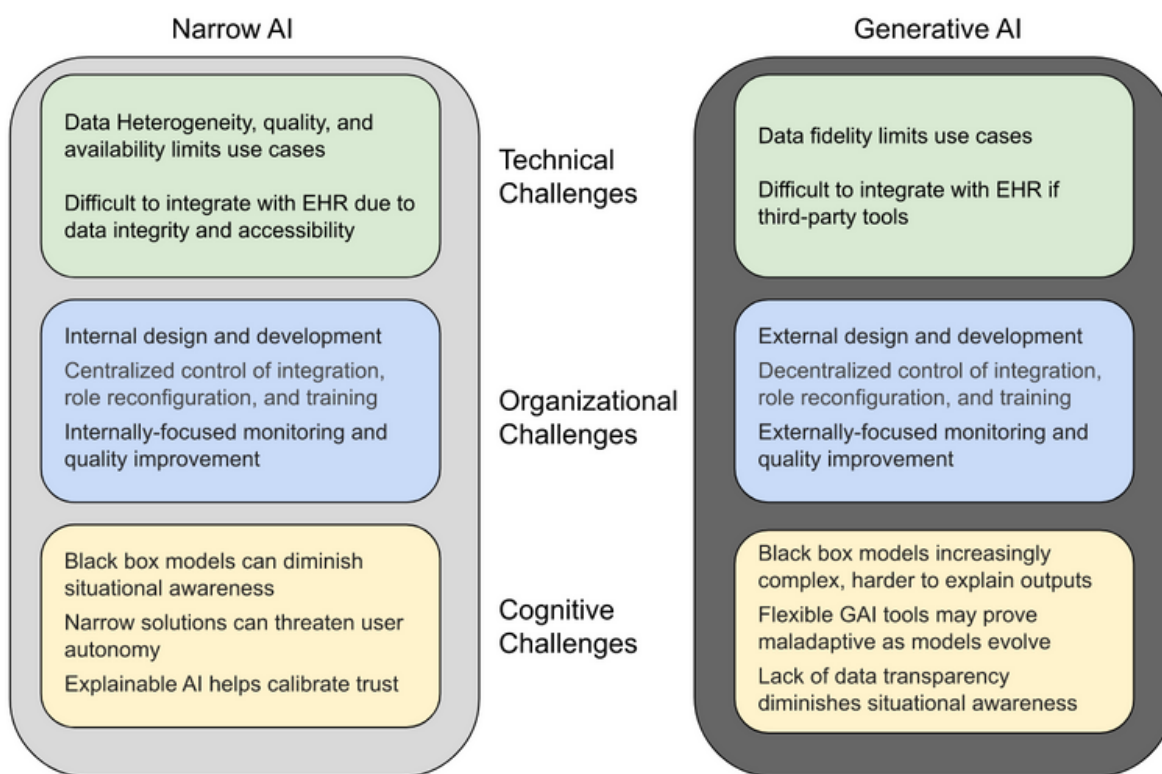 Narrow AI
Data Heterogeneity, quality, and
availability limits use cases
Difficult to integrate with EHR due to
data integrity and accessibility
Internal design and development
Centralized control of integration,
role reconfiguration, and training
Internally-focused monitoring and
quality improvement
Black box models can diminish
situational awareness
Narrow solutions can threaten user
autonomy
Explainable AI helps calibrate trust
Technical
Challenges
Organizational
Challenges
Cognitive
Challenges
Generative AI
Data fidelity limits use cases
Difficult to integrate with EHR if
third-party tools
External design and development
Decentralized control of integration,
role reconfiguration, and training
Externally-focused monitoring and
quality improvement
Black box models increasingly
complex, harder to explain outputs
Flexible GAI tools may prove
maladaptive as models evolve
Lack of data transparency
diminishes situational awareness